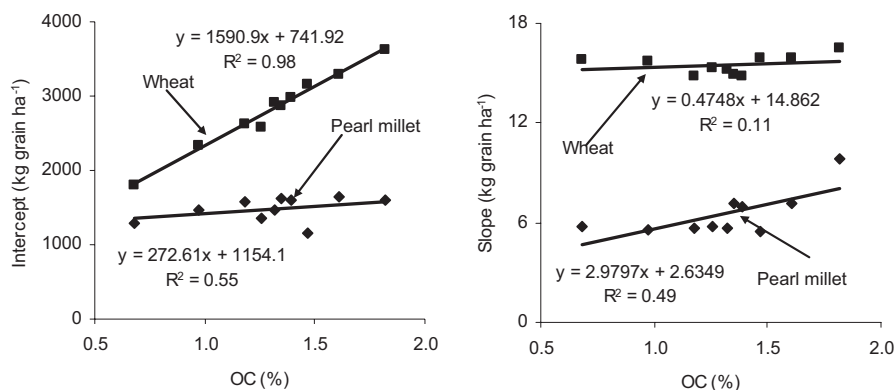 4000
3000
2000
1000
0
Intercept (kg grain ha⁻¹)
y = 1590.9x + 741.92
R² = 0.98
Wheat
Pearl millet
y = 272.61x + 1154.1
R² = 0.55
0.5 1.0 1.5 2.0
OC (%)
18
12
6
0
Slope (kg grain ha⁻¹)
y = 0.4748x + 14.862
R² = 0.11
Wheat
Pearl millet
y = 2.9797x + 2.6349
R² = 0.49
0.5 1.0 1.5 2.0
OC (%)